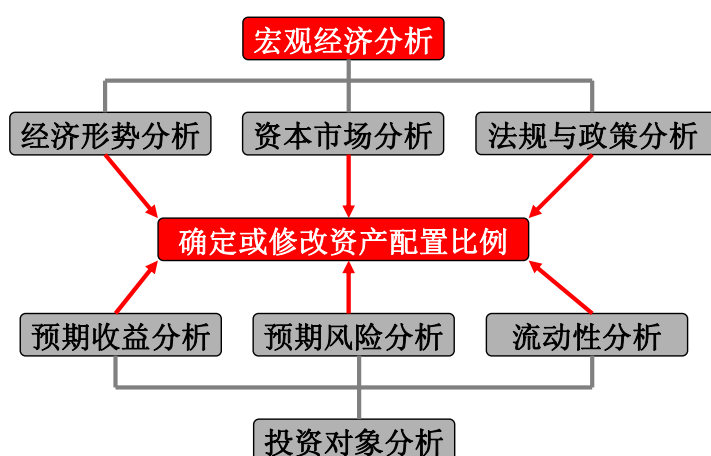 宏观经济分析
经济形势分析
资本市场分析
法规与政策分析
确定或修改资产配置比例
预期收益分析
预期风险分析
流动性分析
投资对象分析